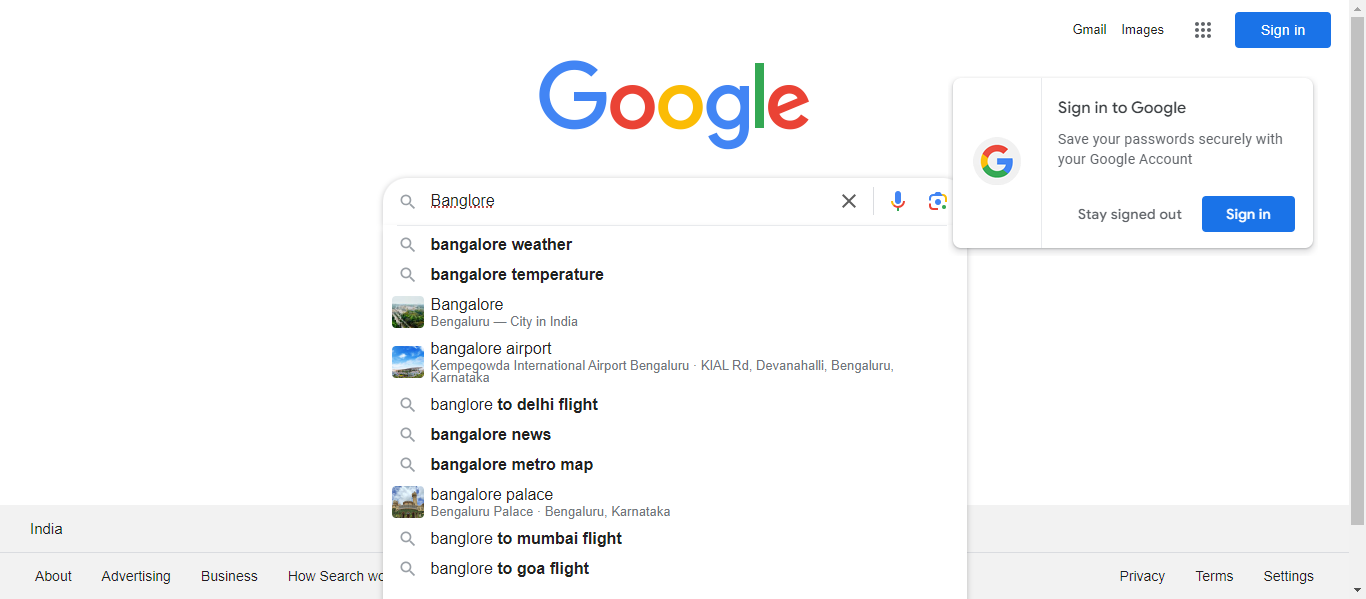 Gmail Images Sign in
Google
Sign in to Google
Save your passwords securely with
your Google Account
Stay signed out Sign in
Banglore
bangalore weather
bangalore temperature
Bangalore
Bengaluru — City in India
bangalore airport
Kempegowda International Airport Bengaluru · KIAL Rd, Devanahalli, Bengaluru,
Karnataka
banglore to delhi flight
bangalore news
bangalore metro map
bangalore palace
Bengaluru Palace · Bengaluru, Karnataka
banglore to mumbai flight
banglore to goa flight
India
About Advertising Business How Search Privacy Terms Settings